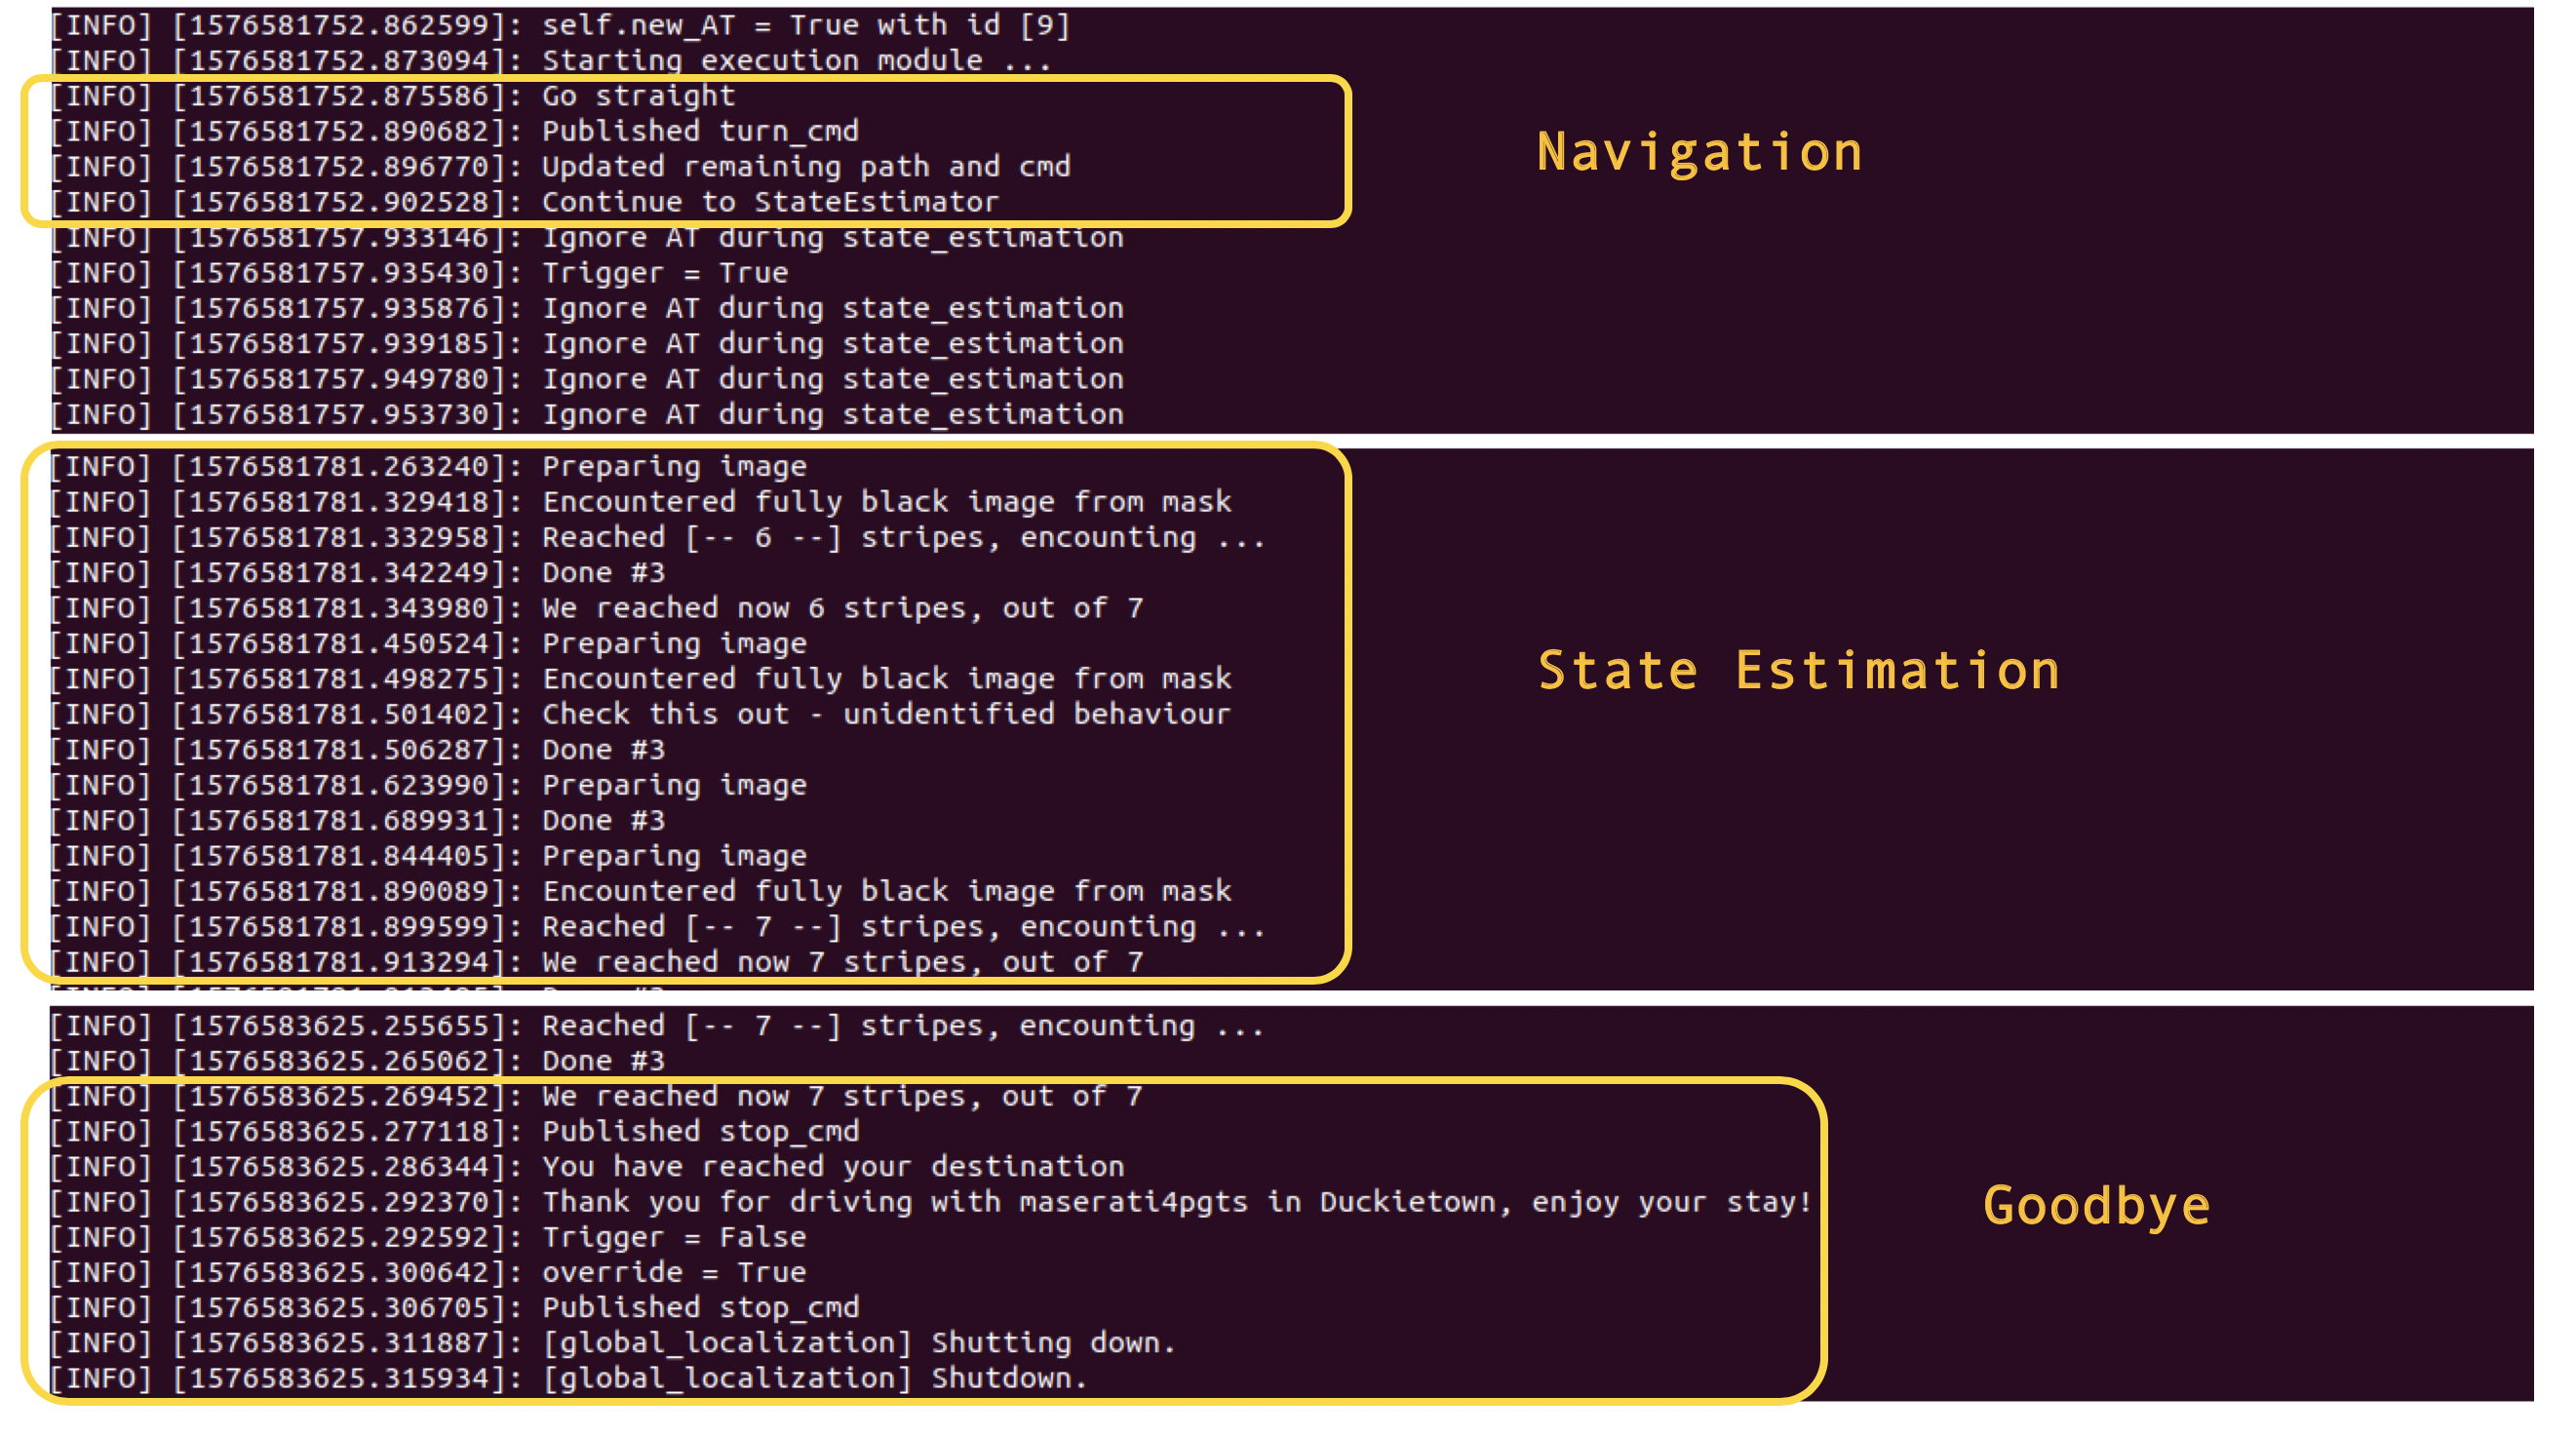 [INFO] [1576581752.862599]: self.new_AT = True with id [9]
[INFO] [1576581752.873094]: Starting execution module ...
[INFO] [1576581752.875586]: Go straight
[INFO] [1576581752.890682]: Published turn_cmd
[INFO] [1576581752.896770]: Updated remaining path and cmd
[INFO] [1576581752.902528]: Continue to StateEstimator
Navigation
[INFO] [1576581757.933146]: Ignore AT during state_estimation
[INFO] [1576581757.935430]: Trigger = True
[INFO] [1576581757.935876]: Ignore AT during state_estimation
[INFO] [1576581757.939185]: Ignore AT during state_estimation
[INFO] [1576581757.949780]: Ignore AT during state_estimation
[INFO] [1576581757.953730]: Ignore AT during state_estimation
[INFO] [1576581781.263240]: Preparing image
[INFO] [1576581781.329418]: Encountered fully black image from mask
[INFO] [1576581781.332958]: Reached [-- 6 --] stripes, encounting ...
[INFO] [1576581781.342249]: Done #3
[INFO] [1576581781.343980]: We reached now 6 stripes, out of 7
[INFO] [1576581781.450524]: Preparing image
[INFO] [1576581781.498275]: Encountered fully black image from mask
[INFO] [1576581781.501402]: Check this out - unidentified behaviour
[INFO] [1576581781.506287]: Done #3
[INFO] [1576581781.623990]: Preparing image
[INFO] [1576581781.689931]: Done #3
[INFO] [1576581781.844405]: Preparing image
[INFO] [1576581781.890089]: Encountered fully black image from mask
[INFO] [1576581781.899599]: Reached [-- 7 --] stripes, encounting ...
[INFO] [1576581781.913294]: We reached now 7 stripes, out of 7
State Estimation
[INFO] [1576583625.255655]: Reached [-- 7 --] stripes, encounting ...
[INFO] [1576583625.265062]: Done #3
[INFO] [1576583625.269452]: We reached now 7 stripes, out of 7
[INFO] [1576583625.277118]: Published stop_cmd
[INFO] [1576583625.286344]: You have reached your destination
[INFO] [1576583625.292370]: Thank you for driving with maserati4pgts in Duckietown, enjoy your stay!
[INFO] [1576583625.292592]: Trigger = False
[INFO] [1576583625.300642]: override = True
[INFO] [1576583625.306705]: Published stop_cmd
[INFO] [1576583625.311887]: [global_localization] Shutting down.
[INFO] [1576583625.315934]: [global_localization] Shutdown.
Goodbye